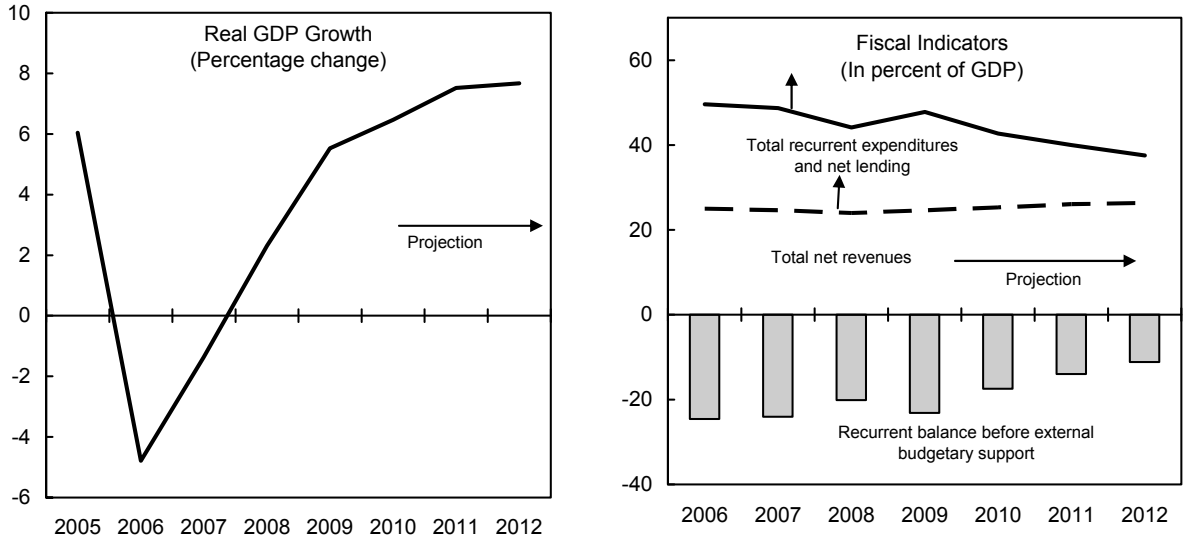 Real GDP Growth
(Percentage change)
10
8
6
4
2
0
-2
-4
-6
Projection
2005 2006 2007 2008 2009 2010 2011 2012
Fiscal Indicators
(In percent of GDP)
60
40
20
0
-20
-40
Total recurrent expenditures
and net lending
Total net revenues
Projection
Recurrent balance before external
budgetary support
2006 2007 2008 2009 2010 2011 2012